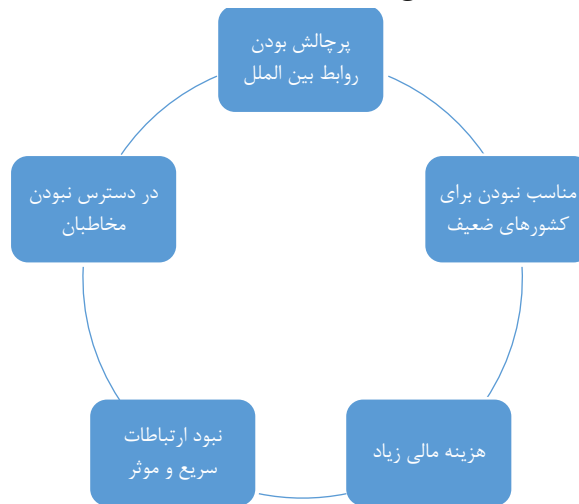 پرچالش بودن
روابط بین الملل
مناسب نبودن برای
کشورهای ضعیف
هزینه مالی زیاد
نبود ارتباطات
سریع و موثر
در دسترس نبودن
مخاطبان